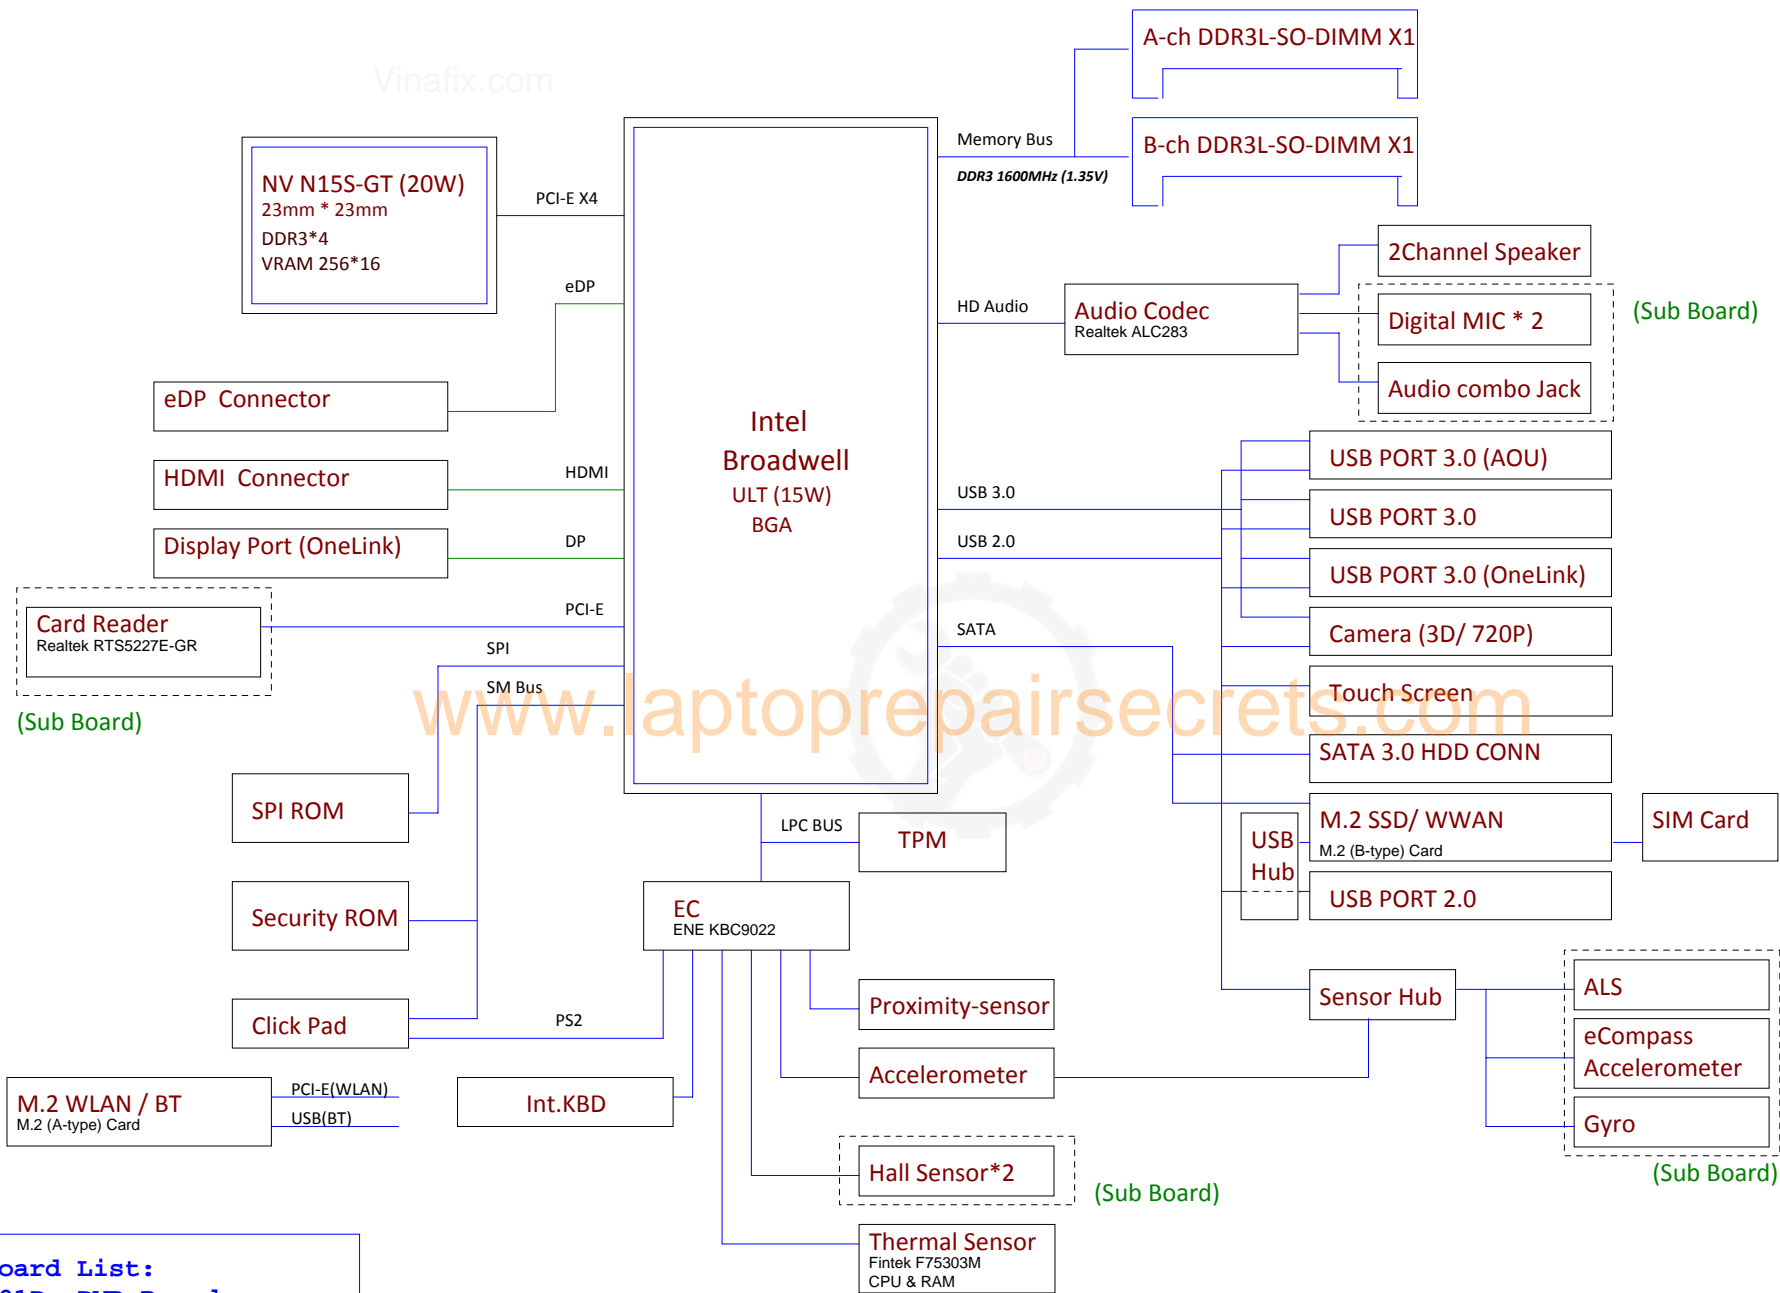 Vinafix.com
A-ch DDR3L-SO-DIMM X1
Memory Bus
B-ch DDR3L-SO-DIMM X1
DDR3 1600MHz (1.35V)
NV N15S-GT (20W)
23mm * 23mm
DDR3*4
VRAM 256*16
PCI-E X4
eDP
HD Audio
Audio Codec
Realtek ALC283
2Channel Speaker
Digital MIC * 2
(Sub Board)
Audio combo Jack
eDP Connector
HDMI Connector
HDMI
Display Port (OneLink)
DP
Intel
Broadwell
ULT (15W)
BGA
USB 3.0
USB 2.0
USB PORT 3.0 (AOU)
USB PORT 3.0
USB PORT 3.0 (OneLink)
Camera (3D/ 720P)
Touch Screen
Card Reader
Realtek RTS5227E-GR
(Sub Board)
PCI-E
SPI
SM Bus
SATA
www.laptoprepairsecrets.com
SATA 3.0 HDD CONN
M.2 SSD/ WWAN
M.2 (B-type) Card
SIM Card
USB
Hub
USB PORT 2.0
SPI ROM
LPC BUS
TPM
Security ROM
EC
ENE KBC9022
Click Pad
PS2
Proximity-sensor
Accelerometer
Sensor Hub
ALS
eCompass
Accelerometer
Gyro
(Sub Board)
M.2 WLAN / BT
M.2 (A-type) Card
PCI-E(WLAN)
USB(BT)
Int.KBD
Hall Sensor*2
(Sub Board)
Thermal Sensor
Fintek F75303M
CPU & RAM
oard List: